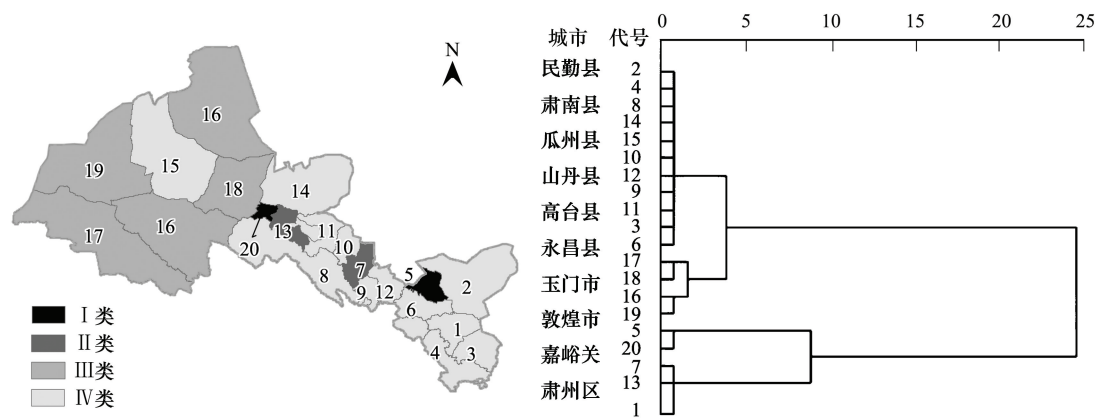 N
16
15
19
18
14
16
17
20
13
11
10
8
7
9
12
5
2
6
1
4
3
Ⅰ类
Ⅱ类
Ⅲ类
Ⅳ类
0 5 10 15 20 25
城市 代号
民勤县 2
4
肃南县 8
14
瓜州县 15
10
山丹县 12
9
高台县 11
3
永昌县 6
17
玉门市 18
16
敦煌市 19
5
嘉峪关 20
7
肃州区 13
1